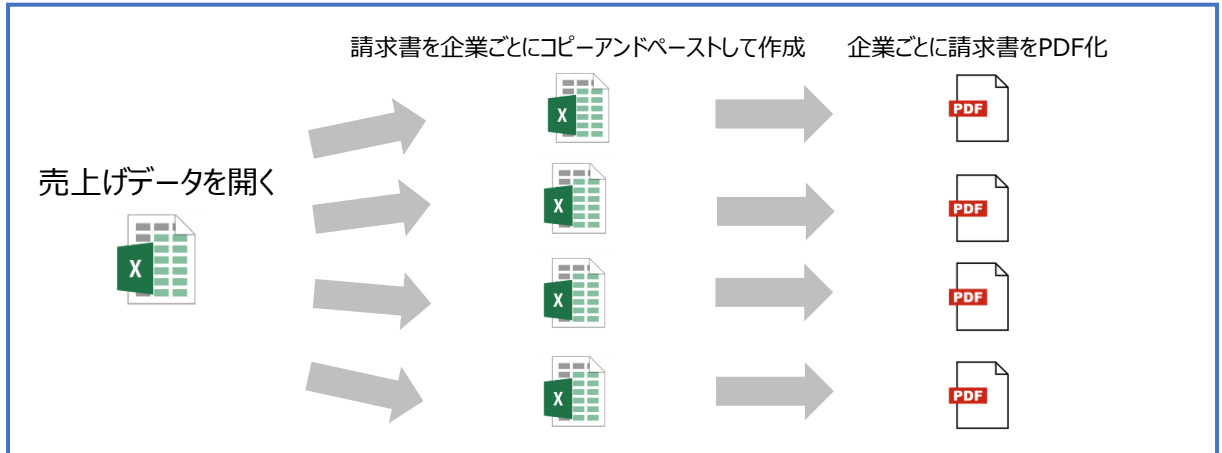 請求書を企業ごとにコピーアンドペーストして作成
企業ごとに請求書をPDF化
売上げデータを開く
X
X
X
X
X
PDF
PDF
PDF
PDF